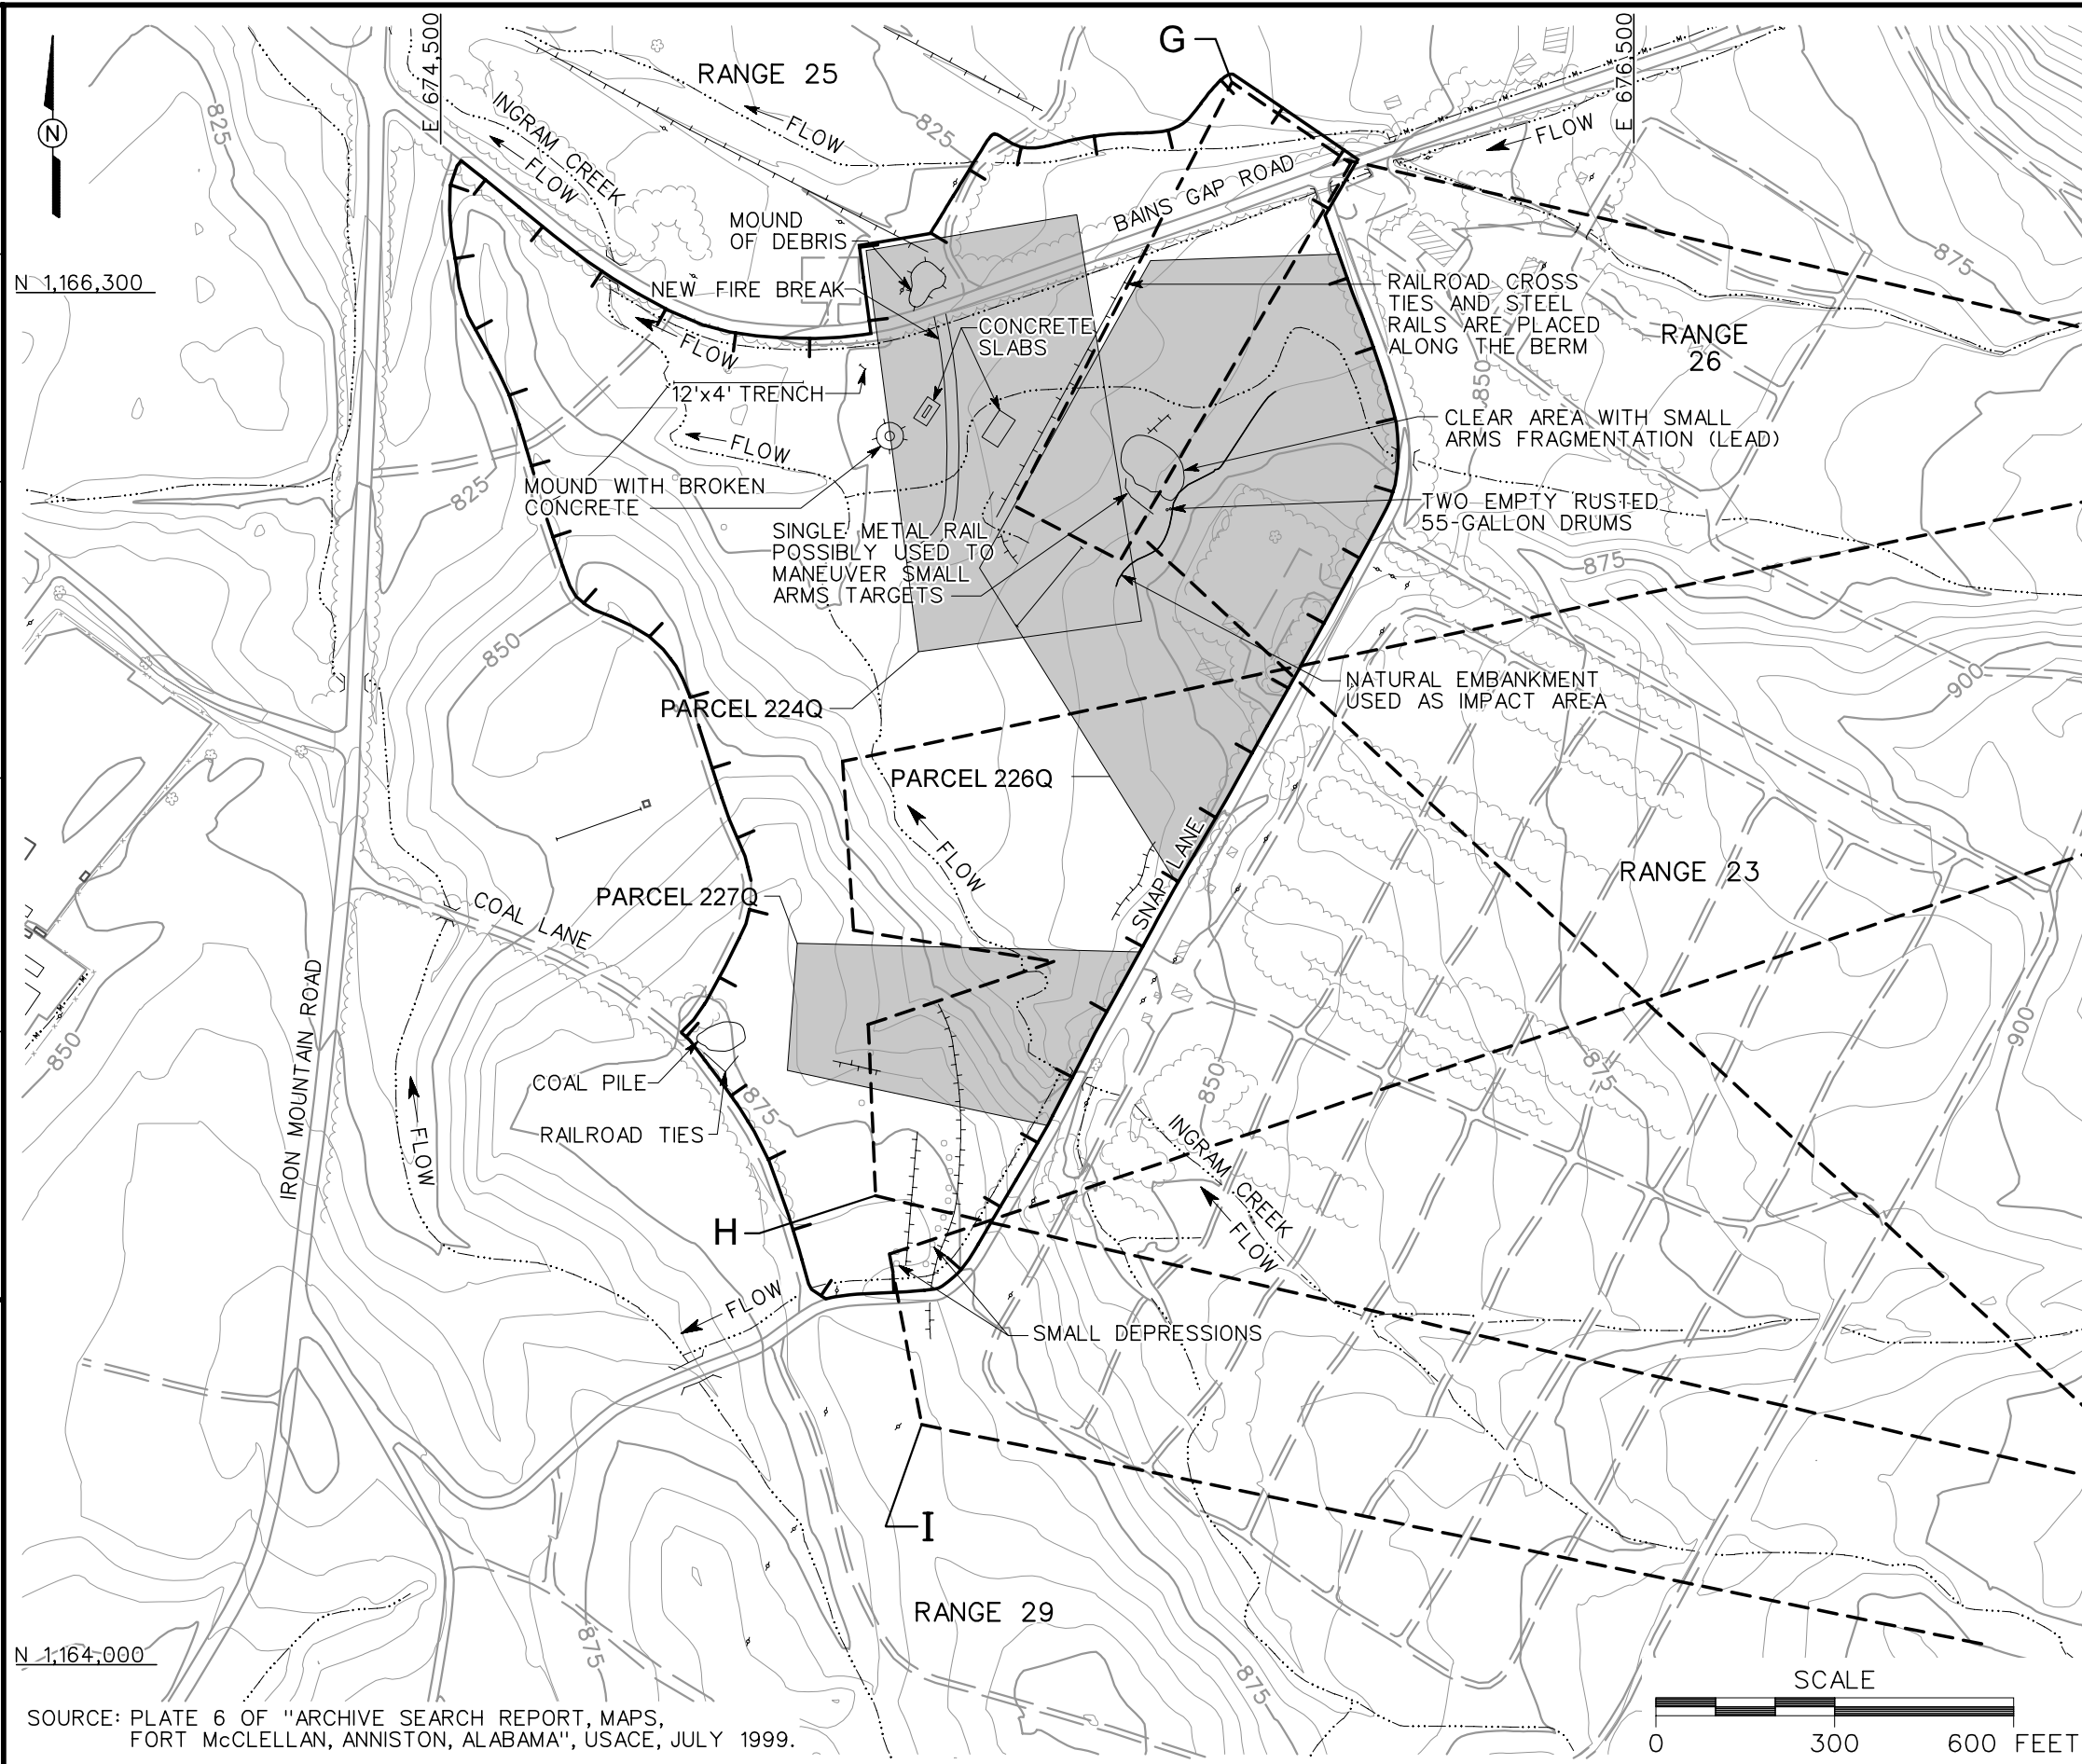 G
E 674,500
E 676,500
RANGE 25
N
825
INGRAM CREEK
FLOW
FLOW
825
FLOW
BAINS GAP ROAD
MOUND
OF DEBRIS
875
N 1,166,300
NEW FIRE BREAK
RAILROAD CROSS
TIES AND STEEL
RAILS ARE PLACED
ALONG THE BERM
RANGE
26
CONCRETE
SLABS
FLOW
850
12'x4' TRENCH
CLEAR AREA WITH SMALL
ARMS FRAGMENTATION (LEAD)
FLOW
825
MOUND WITH BROKEN
CONCRETE
TWO EMPTY RUSTED
55-GALLON DRUMS
SINGLE METAL RAIL
POSSIBLY USED TO
MANEUVER SMALL
ARMS TARGETS
875
850
NATURAL EMBANKMENT
USED AS IMPACT AREA
900
PARCEL 224Q
PARCEL 226Q
FLOW
SNAP LANE
RANGE 23
PARCEL 227Q
COAL LANE
IRON MOUNTAIN ROAD
850
900
COAL PILE
875
850
875
RAILROAD TIES
FLOW
INGRAM CREEK
FLOW
H
FLOW
SMALL DEPRESSIONS
I
RANGE 29
875
875
N 1,164,000
SCALE
0 300 600 FEET
SOURCE: PLATE 6 OF "ARCHIVE SEARCH REPORT, MAPS,
FORT McCLELLAN, ANNISTON, ALABAMA", USACE, JULY 1999.